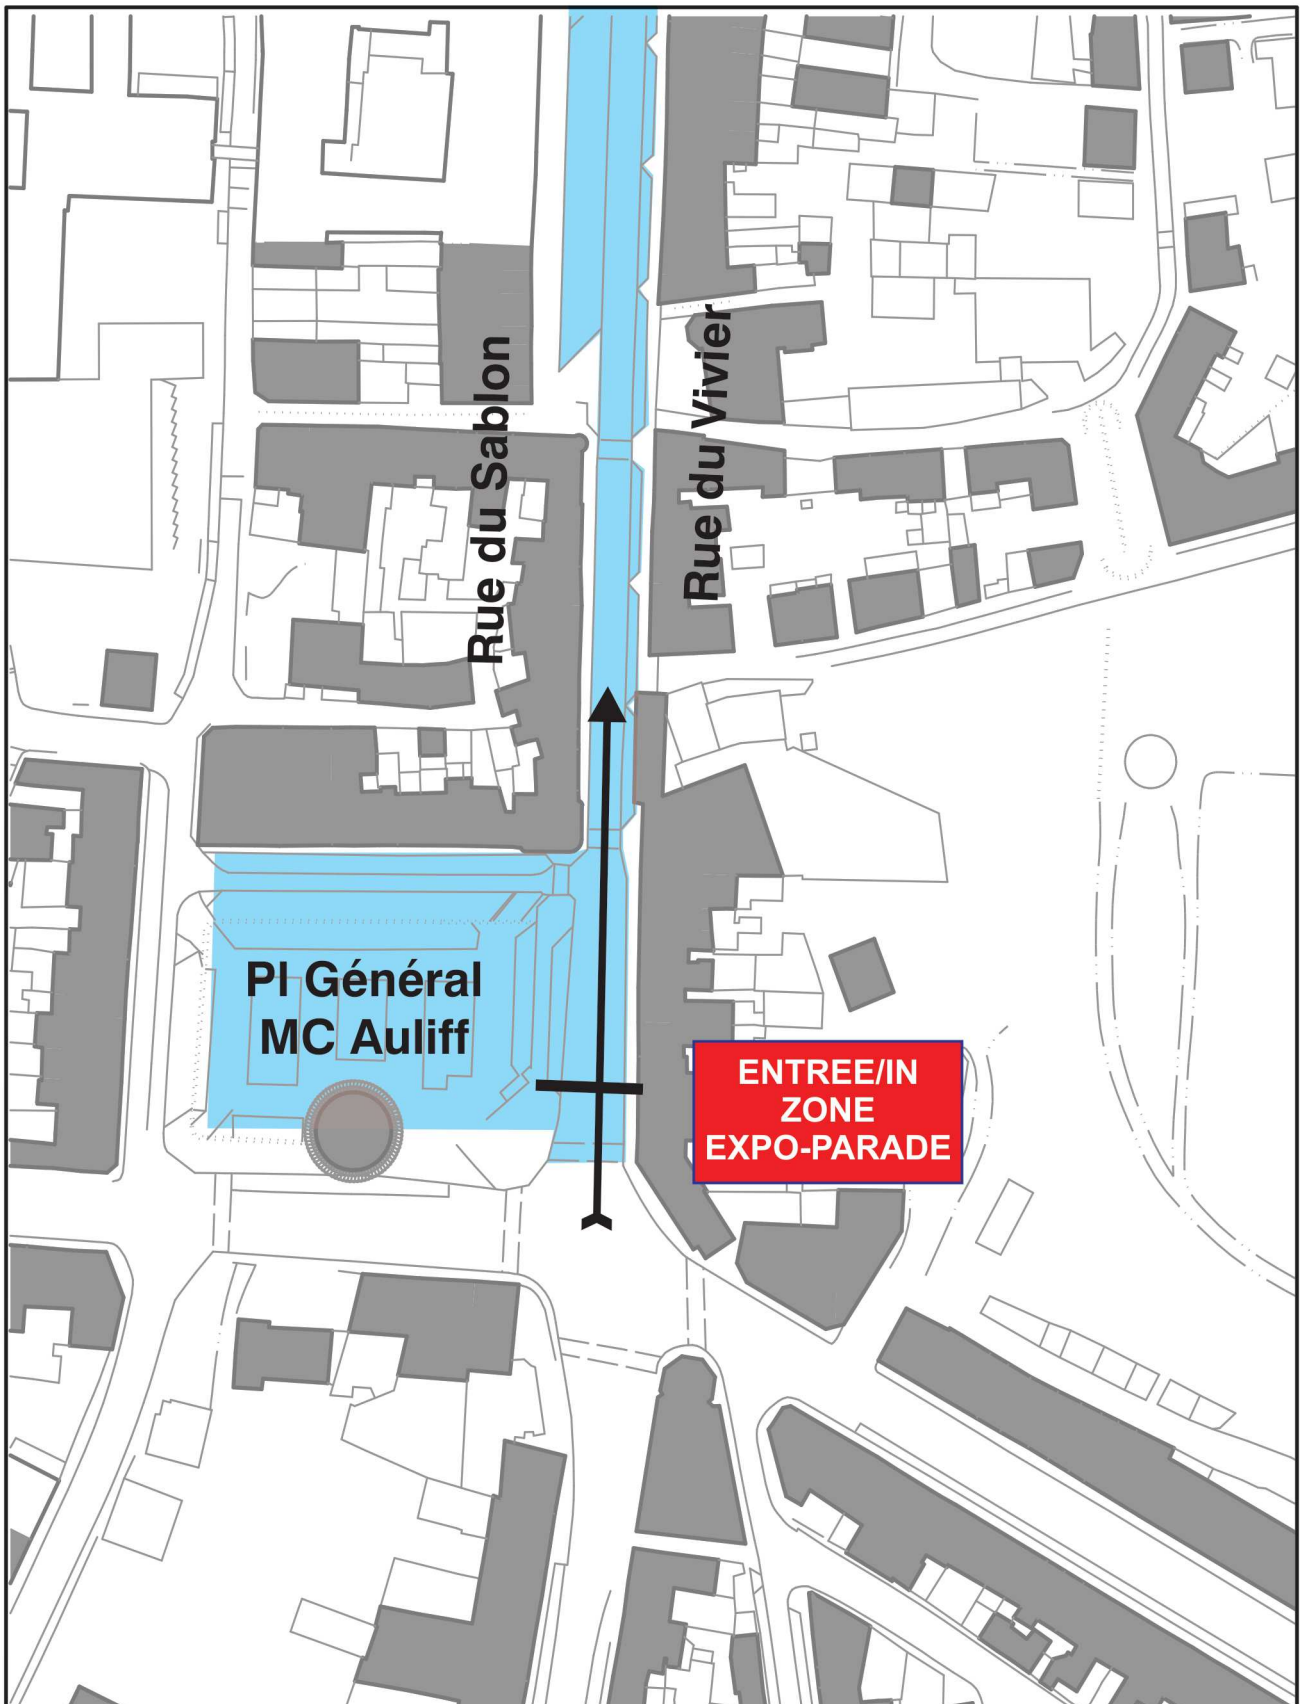 Rue du Sablon
Rue du Vivier
Pl Général
MC Auliff
ENTREE/IN
ZONE
EXPO-PARADE